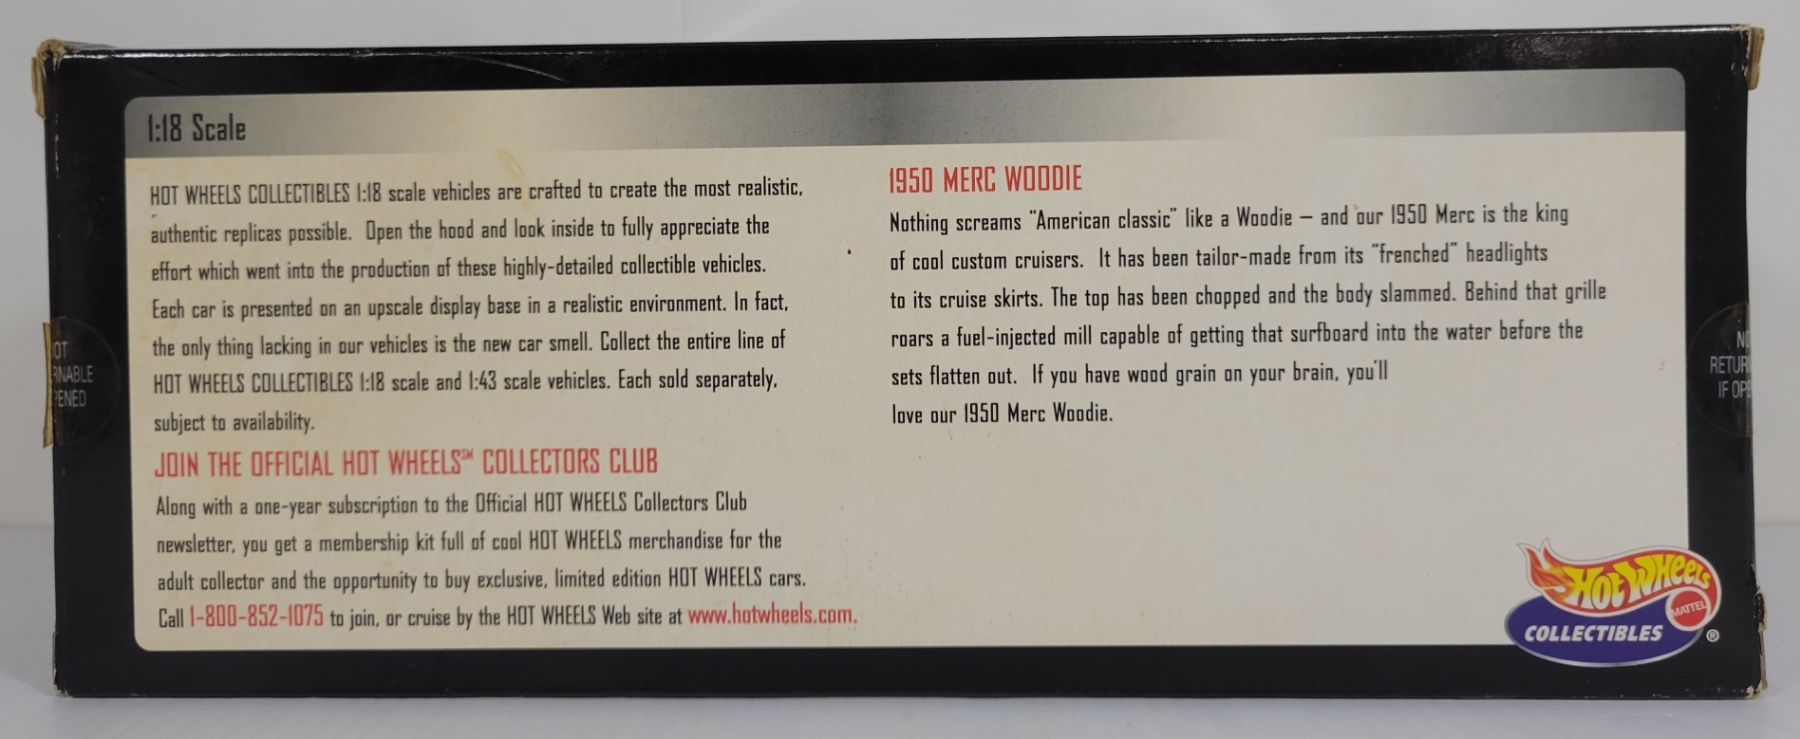 1:18 Scale
HOT WHEELS COLLECTIBLES 1:18 scale vehicles are crafted to create the most realistic,
authentic replicas possible. Open the hood and look inside to fully appreciate the
effort which went into the production of these highly-detailed collectible vehicles.
Each car is presented on an upscale display base in a realistic environment. In fact,
the only thing lacking in our vehicles is the new car smell. Collect the entire line of
HOT WHEELS COLLECTIBLES 1:18 scale and 1:43 scale vehicles. Each sold separately,
subject to availability.
JOIN THE OFFICIAL HOT WHEELS℠ COLLECTORS CLUB
Along with a one-year subscription to the Official HOT WHEELS Collectors Club
newsletter, you get a membership kit full of cool HOT WHEELS merchandise for the
adult collector and the opportunity to buy exclusive, limited edition HOT WHEELS cars.
Call 1-800-852-1075 to join, or cruise by the HOT WHEELS Web site at www.hotwheels.com.
1950 MERC WOODIE
Nothing screams "American classic" like a Woodie – and our 1950 Merc is the king
of cool custom cruisers. It has been tailor-made from its "frenched" headlights
to its cruise skirts. The top has been chopped and the body slammed. Behind that grille
roars a fuel-injected mill capable of getting that surfboard into the water before the
sets flatten out. If you have wood grain on your brain, you'll
love our 1950 Merc Woodie.
OT
RNABLE
PENED
NO
RETUR
IF OPE
Hot Wheels
MATTEL
COLLECTIBLES ®